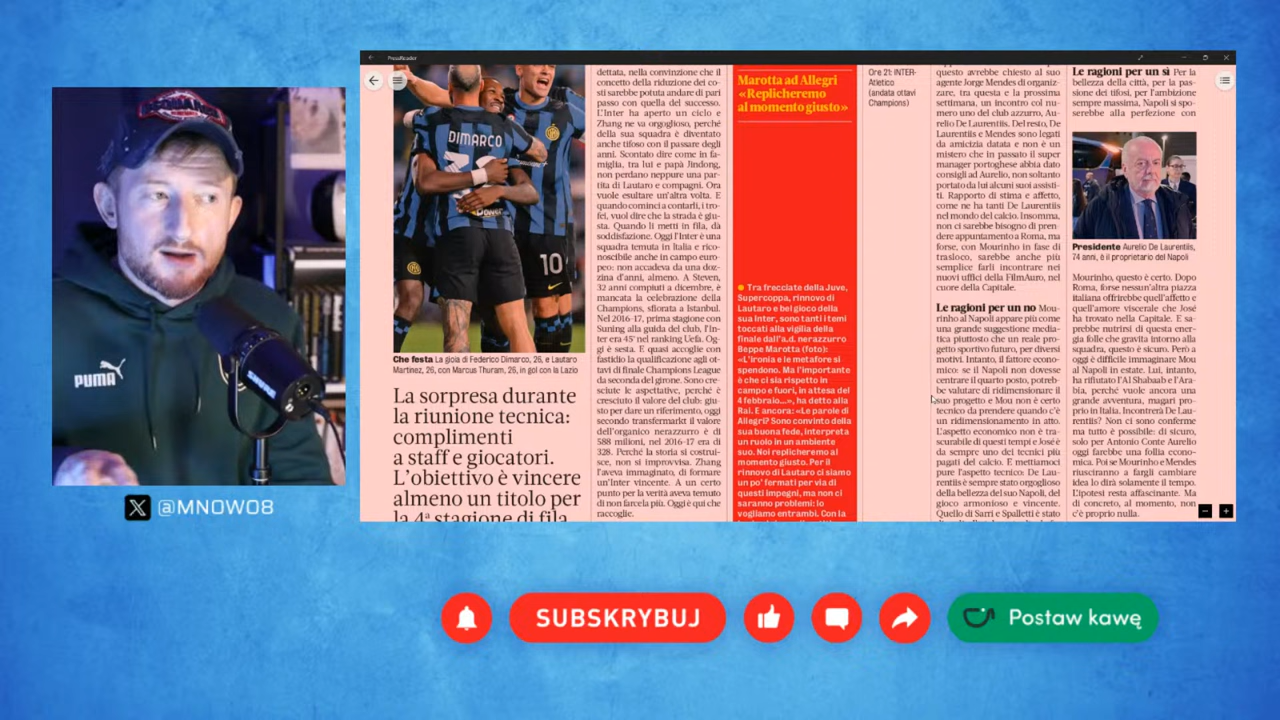 PUMA
SHURE
@MNOWO8
PressReader
DIMARCO
10
Che festa La gioia di Federico Dimarco, 26, e Lautaro
Martinez, 26, con Marcus Thuram, 26, in gol con la Lazio
La sorpresa durante
la riunione tecnica:
complimenti
a staff e giocatori.
L'obiettivo è vincere
almeno un titolo per
la 4ª stagione di fila
dettata, nella convinzione che il
concetto della riduzione dei co-
sti sarebbe potuta andare di pari
passo con quella del successo.
L'Inter ha aperto un ciclo e
Zhang ne va orgoglioso, perché
della sua squadra è diventato
anche tifoso con il passare degli
anni. Scontato dire come in fa-
miglia, tra lui e papà Jindong,
non perdano neppure una par-
tita di Lautaro e compagni. Ora
vuole esultare un'altra volta. E
quando cominci a contarli, i tro-
fei, vuol dire che la strada è giu-
sta. Quando li metti in fila, dà
soddisfazione. Oggi l'Inter è una
squadra temuta in Italia e rico-
noscibile anche in campo euro-
peo: non accadeva da una doz-
zina d'anni, almeno. A Steven,
32 anni compiuti a dicembre, è
mancata la celebrazione della
Champions, sfiorata a Istanbul.
Nel 2016-17, prima stagione con
Suning alla guida del club, l'In-
ter era 45ª nel ranking Uefa. Og-
gi è sesta. E quasi accoglie con
fastidio la qualificazione agli ot-
tavi di finale Champions League
da seconda del girone. Sono cre-
sciute le aspettative, perché è
cresciuto il valore del club: giu-
sto per dare un riferimento, oggi
secondo transfermarkt il valore
dell'organico nerazzurro è di
588 milioni, nel 2016-17 era di
328. Perché la storia si costrui-
sce, non si improvvisa. Zhang
l'aveva immaginato, di formare
un'Inter vincente. A un certo
punto per la verità aveva temuto
di non farcela più. Oggi è qui che
raccoglie.
Marotta ad Allegri
«Replicheremo
al momento giusto»
Tra frecciate della Juve,
Supercoppa, rinnovo di
Lautaro e bel gioco della
sua Inter, sono tanti i temi
toccati alla vigilia della
finale dall'a.d. nerazzurro
Beppe Marotta (foto):
«L'ironia e le metafore si
spendono. Ma l'importante
è che ci sia rispetto in
campo e fuori, in attesa del
4 febbraio...», ha detto alla
Rai. E ancora: «Le parole di
Allegri? Sono convinto della
sua buona fede, interpreta
un ruolo in un ambiente
suo. Noi replicheremo al
momento giusto. Per il
rinnovo di Lautaro ci siamo
un po' fermati per via di
questi impegni, ma non ci
saranno problemi: lo
vogliamo entrambi. Con la
Ore 21: INTER-
Atletico
(andata ottavi
Champions)
questo avrebbe chiesto al suo
agente Jorge Mendes di organiz-
zare, tra questa e la prossima
settimana, un incontro col nu-
mero uno del club azzurro, Au-
relio De Laurentiis. Del resto, De
Laurentiis e Mendes sono legati
da amicizia datata e non è un
mistero che in passato il super
manager portoghese abbia dato
consigli ad Aurelio, non soltanto
portato da lui alcuni suoi assisti-
ti. Rapporto di stima e affetto,
come ne ha tanti De Laurentiis
nel mondo del calcio. Insomma,
non ci sarebbe bisogno di pren-
dere appuntamento a Roma, ma
forse, con Mourinho in fase di
trasloco, sarebbe anche più
semplice farli incontrare nei
nuovi uffici della FilmAuro, nel
cuore della Capitale.
Le ragioni per un no Mou-
rinho al Napoli appare più come
una grande suggestione media-
tica piuttosto che un reale pro-
getto sportivo futuro, per diversi
motivi. Intanto, il fattore econo-
mico: se il Napoli non dovesse
centrare il quarto posto, potreb-
be valutare di ridimensionare il
suo progetto e Mou non è certo
tecnico da prendere quando c'è
un ridimensionamento in atto.
L'aspetto economico non è tra-
scurabile di questi tempi e José è
da sempre uno dei tecnici più
pagati del calcio. E mettiamoci
pure l'aspetto tecnico: De Lau-
rentiis è sempre stato orgoglioso
della bellezza del suo Napoli, del
gioco armonioso e vincente.
Quello di Sarri e Spalletti è stato
Le ragioni per un sì Per la
bellezza della città, per la pas-
sione dei tifosi, per l'ambizione
sempre massima, Napoli si spo-
serebbe alla perfezione con
Presidente Aurelio De Laurentiis,
74 anni, è il proprietario del Napoli
Mourinho, questo è certo. Dopo
Roma, forse nessun'altra piazza
italiana offrirebbe quell'affetto e
quell'amore viscerale che José
ha trovato nella Capitale. E sa-
prebbe nutrirsi di questa ener-
gia folle che gravita intorno alla
squadra, questo è sicuro. Però a
oggi è difficile immaginare Mou
al Napoli in estate. Lui, intanto,
ha rifiutato l'Al Shabaab e l'Ara-
bia, perché vuole ancora una
grande avventura, magari pro-
prio in Italia. Incontrerà De Lau-
rentiis? Non ci sono conferme
ma tutto è possibile: di sicuro,
solo per Antonio Conte Aurelio
oggi farebbe una follia econo-
mica. Poi se Mourinho e Mendes
riuscirannno a fargli cambiare
idea lo dirà solamente il tempo.
L'ipotesi resta affascinante. Ma
di concreto, al momento, non
c'è proprio nulla.
SUBSKRYBUJ
Postaw kawę